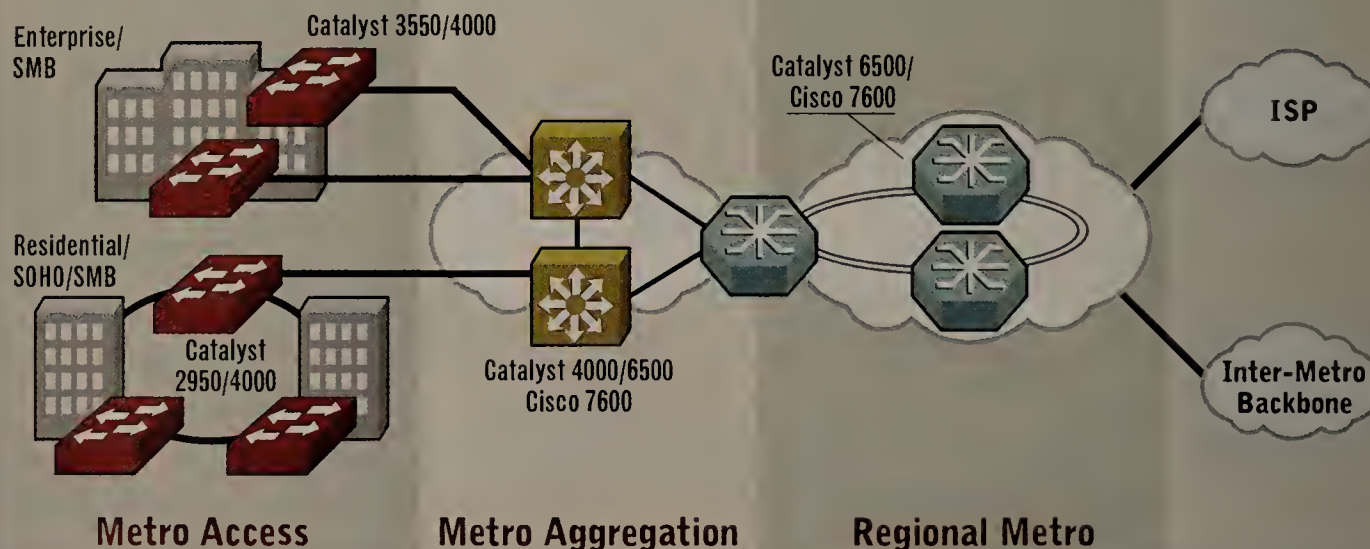 Enterprise/
SMB
Catalyst 3550/4000
Residential/
SOHO/SMB
Catalyst
2950/4000
Catalyst 4000/6500
Cisco 7600
Catalyst 6500/
Cisco 7600
ISP
Inter-Metro
Backbone
Metro Access
Metro Aggregation
Regional Metro